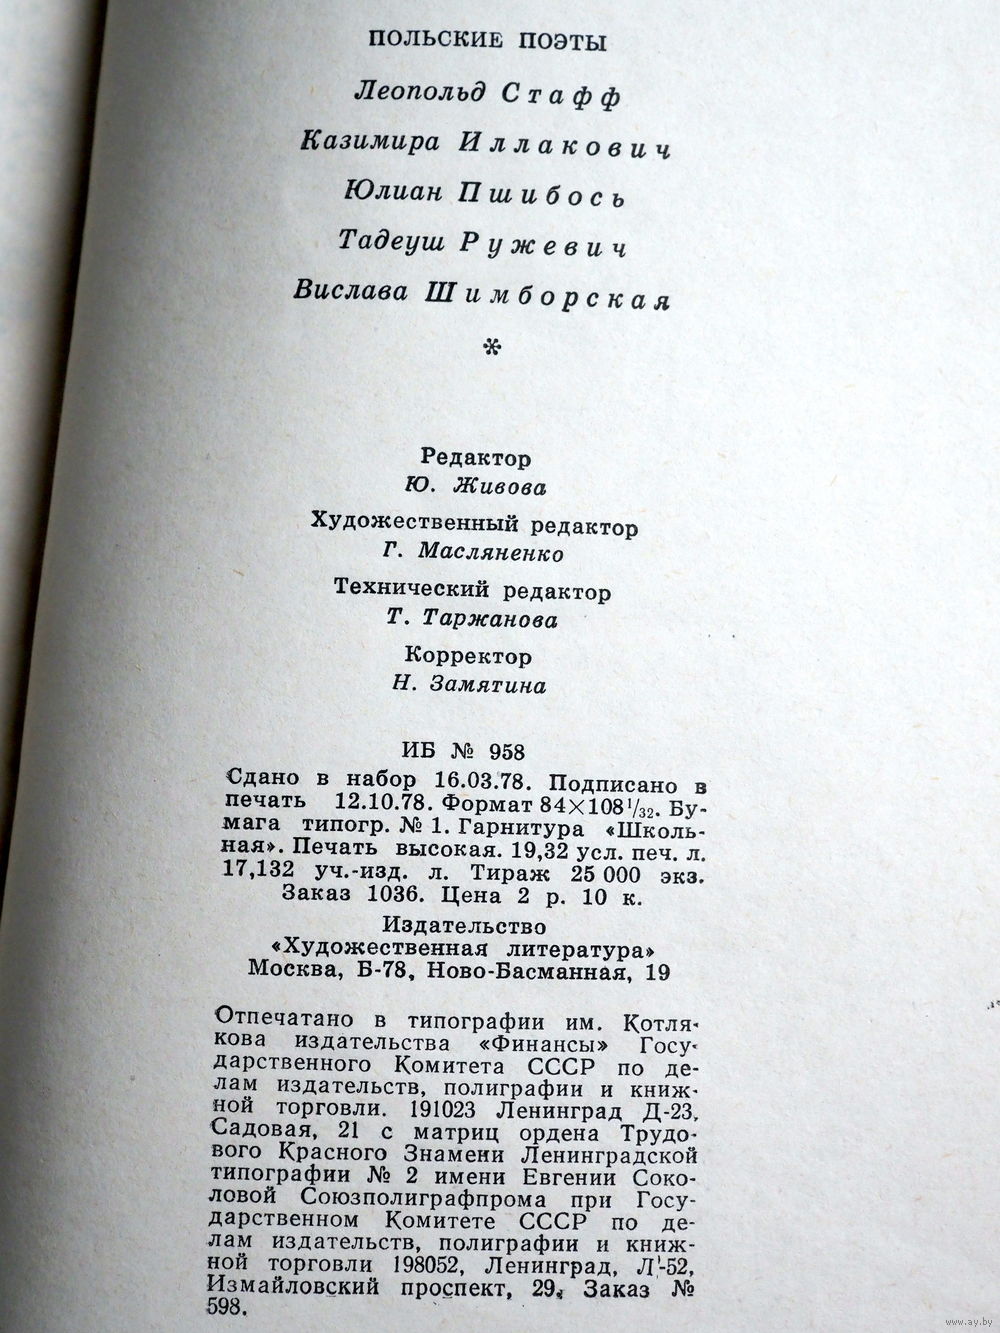 ПОЛЬСКИЕ ПОЭТЫ
Леопольд Стафф
Казимира Иллакович
Юлиан Пшибось
Тадеуш Ружевич
Вислава Шимборская
*
Редактор
Ю. Живова
Художественный редактор
Г. Масляненко
Технический редактор
Т. Таржанова
Корректор
Н. Замятина
ИБ № 958
Сдано в набор 16.03.78. Подписано в
печать 12.10.78. Формат 84×108 1/32. Бу-
мага типогр. № 1. Гарнитура «Школь-
ная». Печать высокая. 19,32 усл. печ. л.
17,132 уч.-изд. л. Тираж 25 000 экз.
Заказ 1036. Цена 2 р. 10 к.
Издательство
«Художественная литература»
Москва, Б-78, Ново-Басманная, 19
Отпечатано в типографии им. Котля-
кова издательства «Финансы» Госу-
дарственного Комитета СССР по де-
лам издательств, полиграфии и книж-
ной торговли. 191023 Ленинград Д-23,
Садовая, 21 с матриц ордена Трудо-
вого Красного Знамени Ленинградской
типографии № 2 имени Евгении Соко-
ловой Союзполиграфпрома при Госу-
дарственном Комитете СССР по де-
лам издательств, полиграфии и книж-
ной торговли 198052, Ленинград, Л-52,
Измайловский проспект, 29, Заказ №
598.
www.ay.by